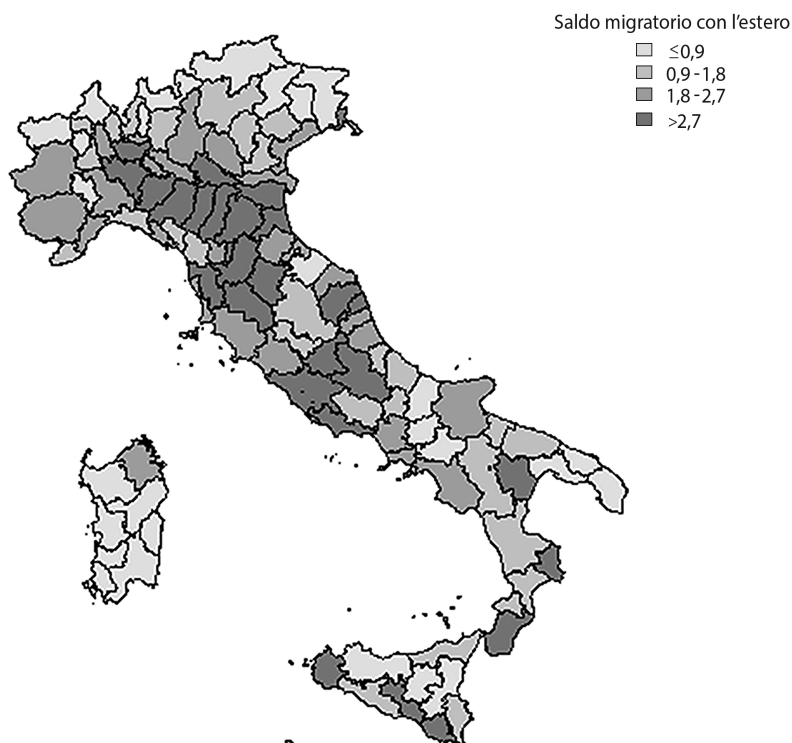 Saldo migratorio con l'estero
≤0,9
0,9-1,8
1,8-2,7
>2,7